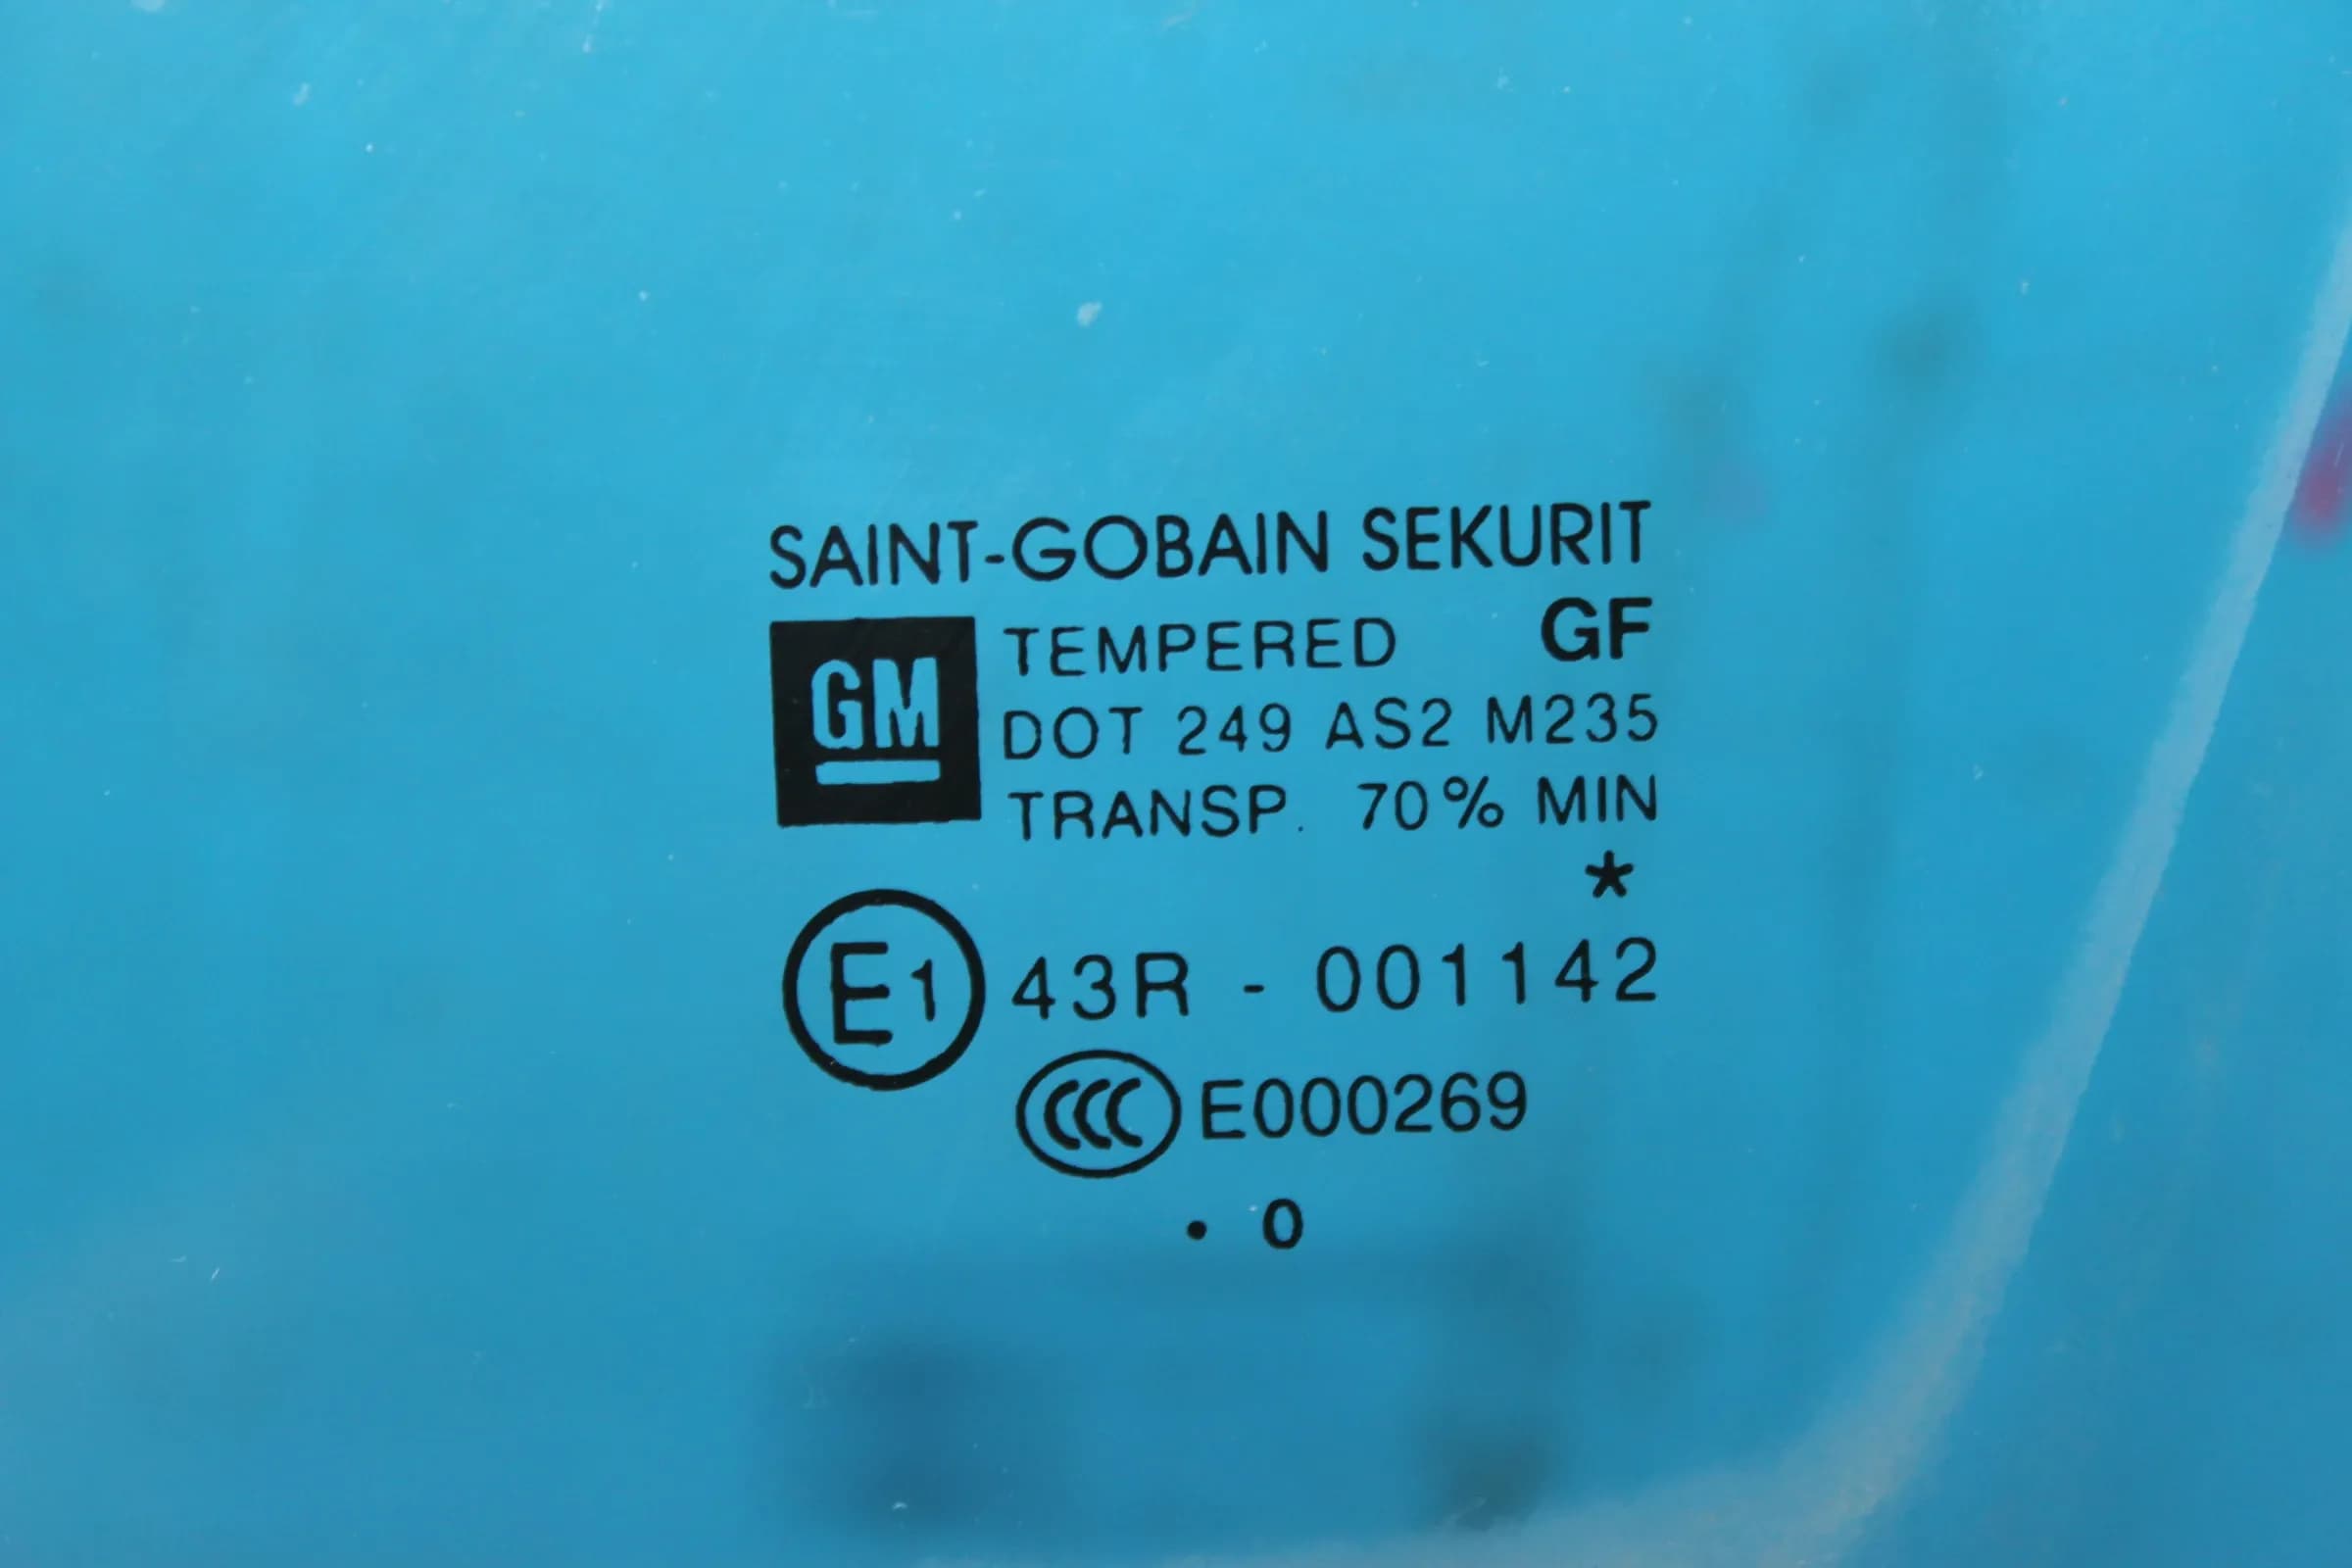 SAINT-GOBAIN SEKURIT
GM TEMPERED GF
DOT 249 AS2 M235
TRANSP. 70% MIN
*
E1 43R - 001142
CCC E000269
. 0